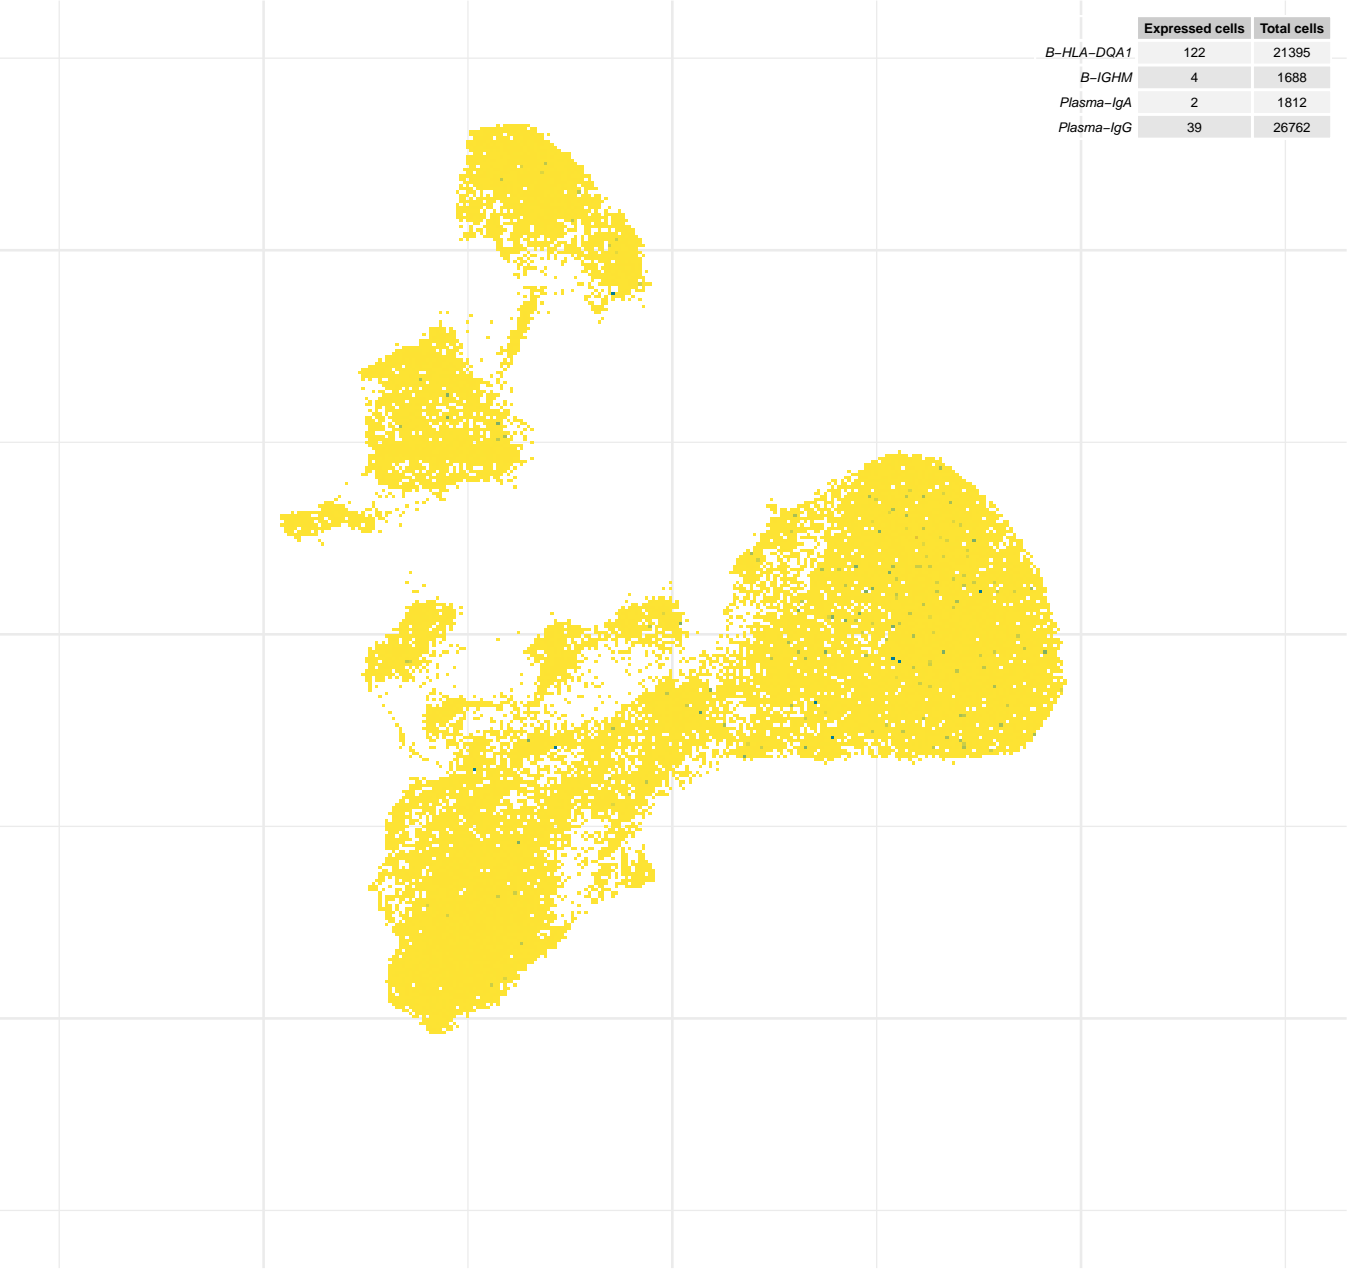 Expressed cells Total cells
B−HLA−DQA1 122 21395
B−IGHM 4 1688
Plasma−IgA 2 1812
Plasma−IgG 39 26762